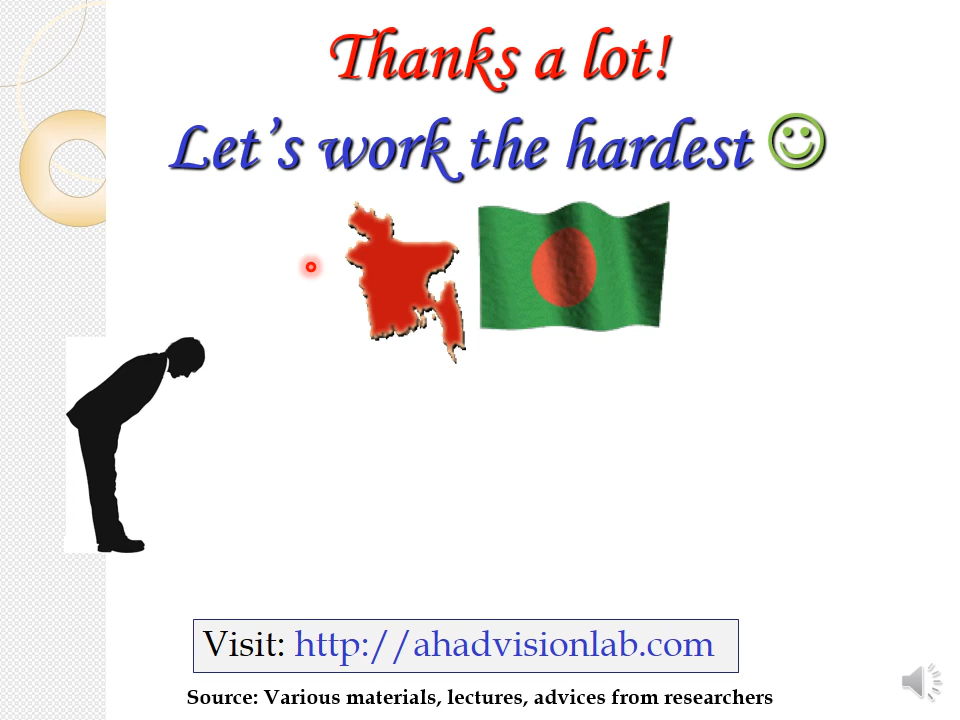 Thanks a lot!
Let's work the hardest ☺
Visit: http://ahadvisionlab.com
Source: Various materials, lectures, advices from researchers